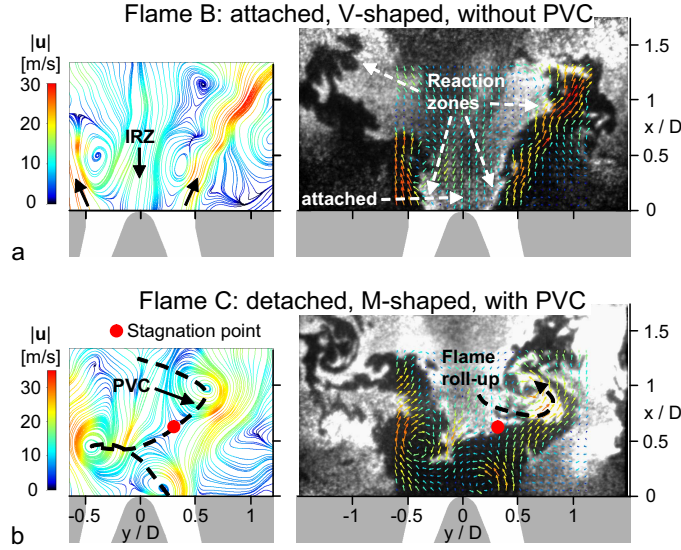 Flame B: attached, V-shaped, without PVC
|u|
[m/s]
30
20
10
0
IRZ
Reaction
zones
attached
1.5
1
x / D
0.5
0
a
Flame C: detached, M-shaped, with PVC
|u|
[m/s]
30
20
10
0
Stagnation point
PVC
Flame
roll-up
1.5
1
x / D
0.5
0
-0.5
0
0.5
1
y / D
-1
-0.5
0
0.5
1
y / D
b